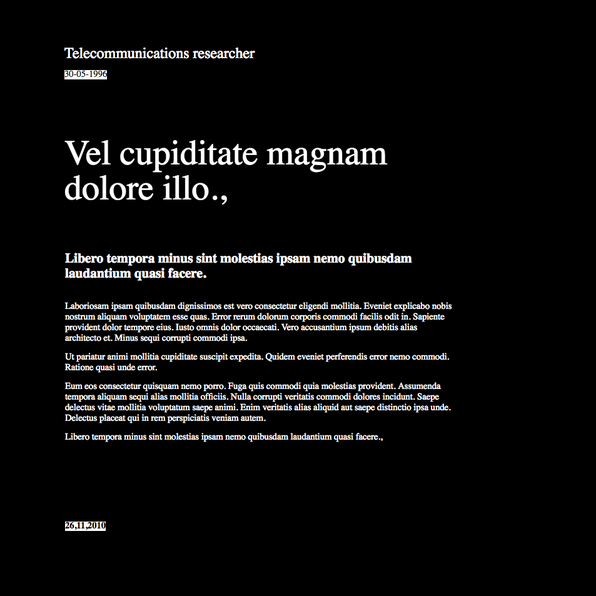 Telecommunications researcher
30-05-1996
Vel cupiditate magnam
dolore illo.,
Libero tempora minus sint molestias ipsam nemo quibusdam
laudantium quasi facere.
Laboriosam ipsam quibusdam dignissimos est vero consectetur eligendi mollitia. Eveniet explicabo nobis
nostrum aliquam voluptatem esse quas. Error rerum dolorum corporis commodi facilis odit in. Sapiente
provident dolor tempore eius. Iusto omnis dolor occaecati. Vero accusantium ipsum debitis alias
architecto et. Minus sequi corrupti commodi ipsa.
Ut pariatur animi mollitia cupiditate suscipit expedita. Quidem eveniet perferendis error nemo commodi.
Ratione quasi unde error.
Eum eos consectetur quisquam nemo porro. Fuga quis commodi quia molestias provident. Assumenda
tempora aliquam sequi alias mollitia officiis. Nulla corrupti veritatis commodi dolores incidunt. Saepe
delectus vitae mollitia voluptatum saepe animi. Enim veritatis alias aliquid aut saepe distinctio ipsa unde.
Delectus placeat qui in rem perspiciatis veniam autem.
Libero tempora minus sint molestias ipsam nemo quibusdam laudantium quasi facere.,
26,11,2010